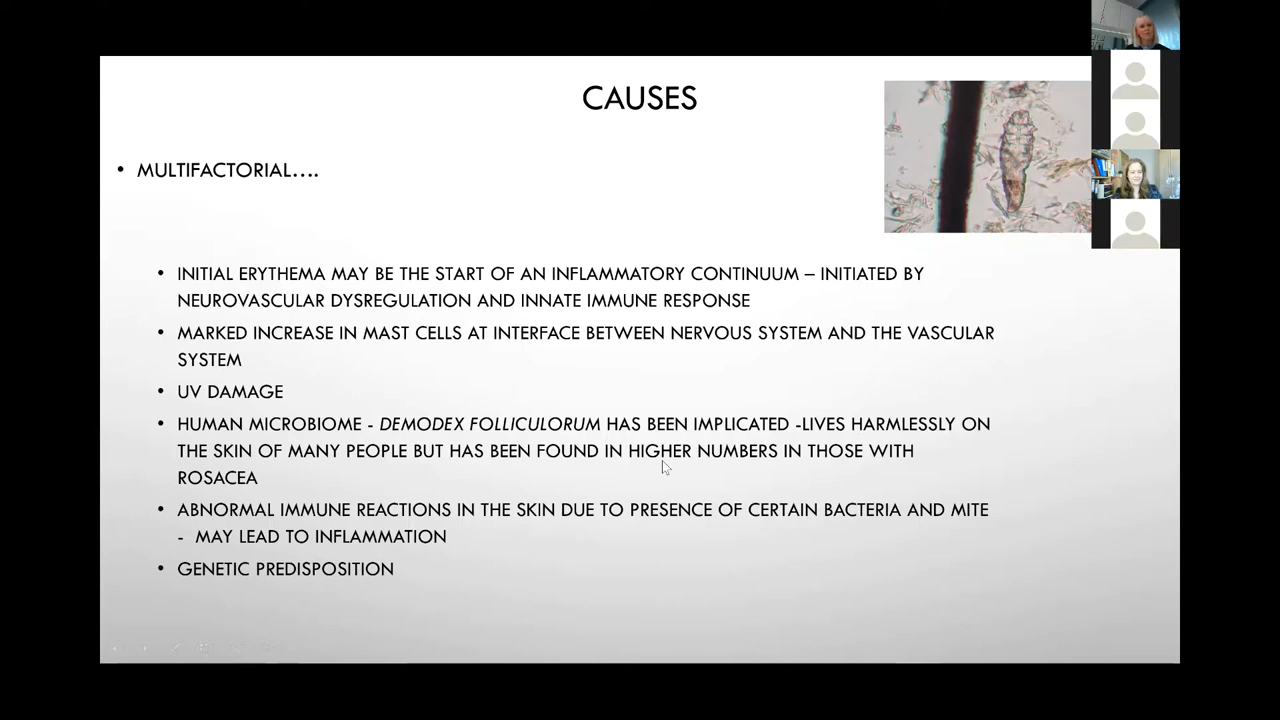 CAUSES
• MULTIFACTORIAL....
• INITIAL ERYTHEMA MAY BE THE START OF AN INFLAMMATORY CONTINUUM – INITIATED BY
NEUROVASCULAR DYSREGULATION AND INNATE IMMUNE RESPONSE
• MARKED INCREASE IN MAST CELLS AT INTERFACE BETWEEN NERVOUS SYSTEM AND THE VASCULAR
SYSTEM
• UV DAMAGE
• HUMAN MICROBIOME - DEMODEX FOLLICULORUM HAS BEEN IMPLICATED -LIVES HARMLESSLY ON
THE SKIN OF MANY PEOPLE BUT HAS BEEN FOUND IN HIGHER NUMBERS IN THOSE WITH
ROSACEA
• ABNORMAL IMMUNE REACTIONS IN THE SKIN DUE TO PRESENCE OF CERTAIN BACTERIA AND MITE
- MAY LEAD TO INFLAMMATION
• GENETIC PREDISPOSITION